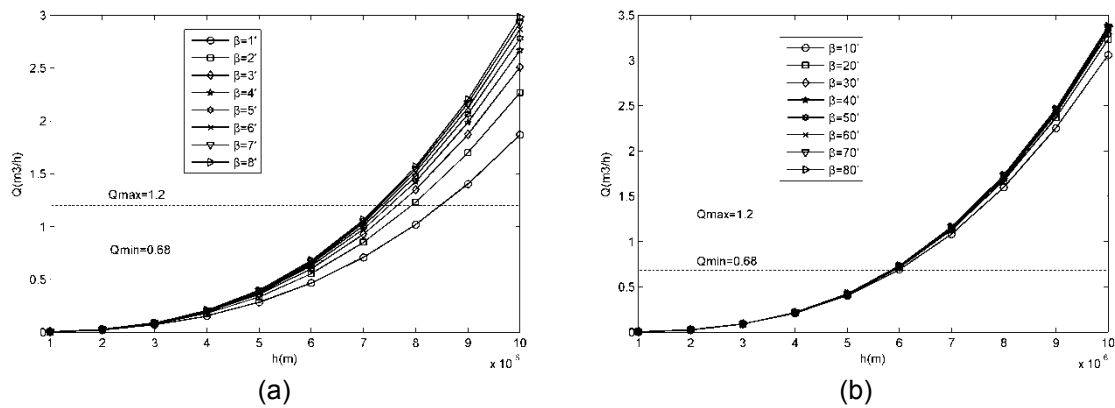 3
2.5
2
1.5
1
0.5
0
Q(m3/h)
β=1'
β=2'
β=3'
β=4'
β=5'
β=6'
β=7'
β=8'
Qmax=1.2
Qmin=0.68
1 2 3 4 5 6 7 8 9 10
h(m)
x 10⁻⁶
(a)
3.5
3
2.5
2
1.5
1
0.5
0
Q(m3/h)
β=10'
β=20'
β=30'
β=40'
β=50'
β=60'
β=70'
β=80'
Qmax=1.2
Qmin=0.68
1 2 3 4 5 6 7 8 9 10
h(m)
x 10⁻⁶
(b)